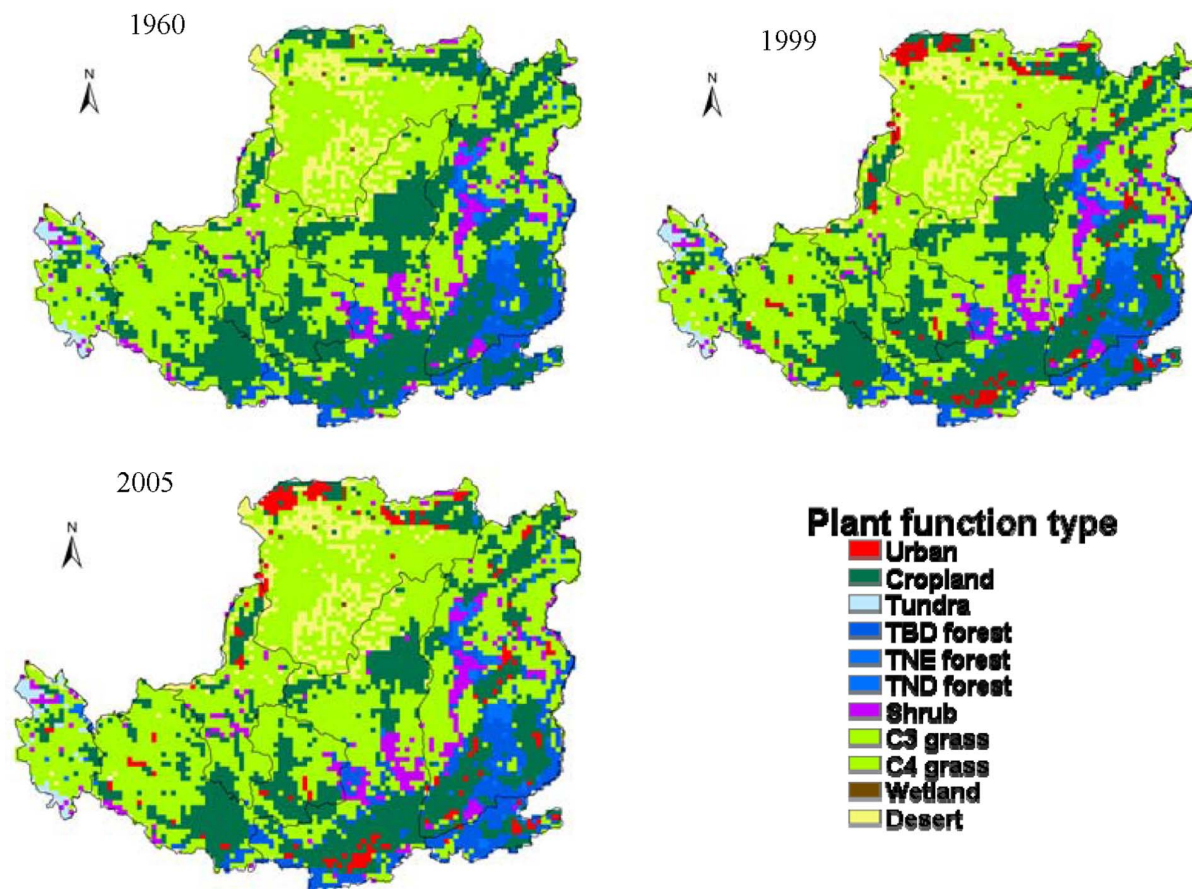 1960
N
1999
N
2005
N
Plant function type
Urban
Cropland
Tundra
TBD forest
TNE forest
TND forest
Shrub
C3 grass
C4 grass
Wetland
Desert